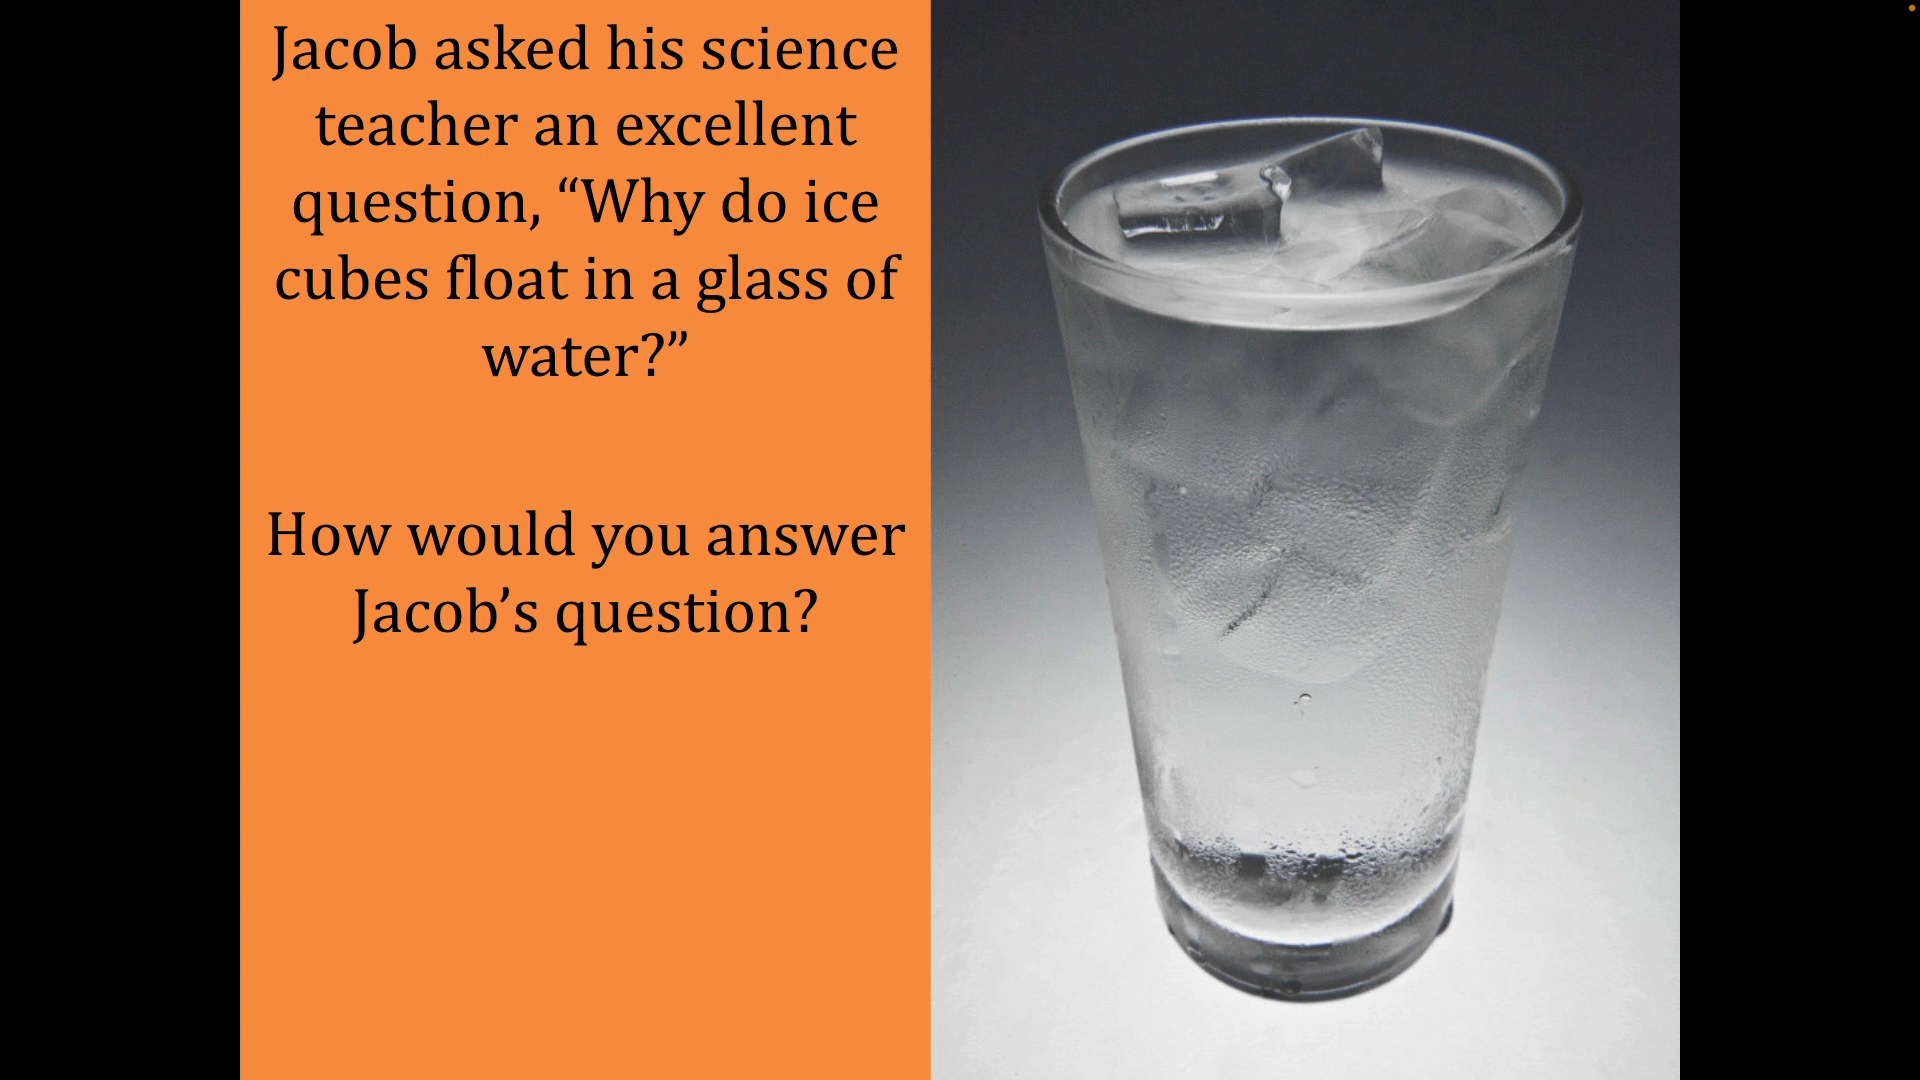 Jacob asked his science
teacher an excellent
question, “Why do ice
cubes float in a glass of
water?”
How would you answer
Jacob’s question?